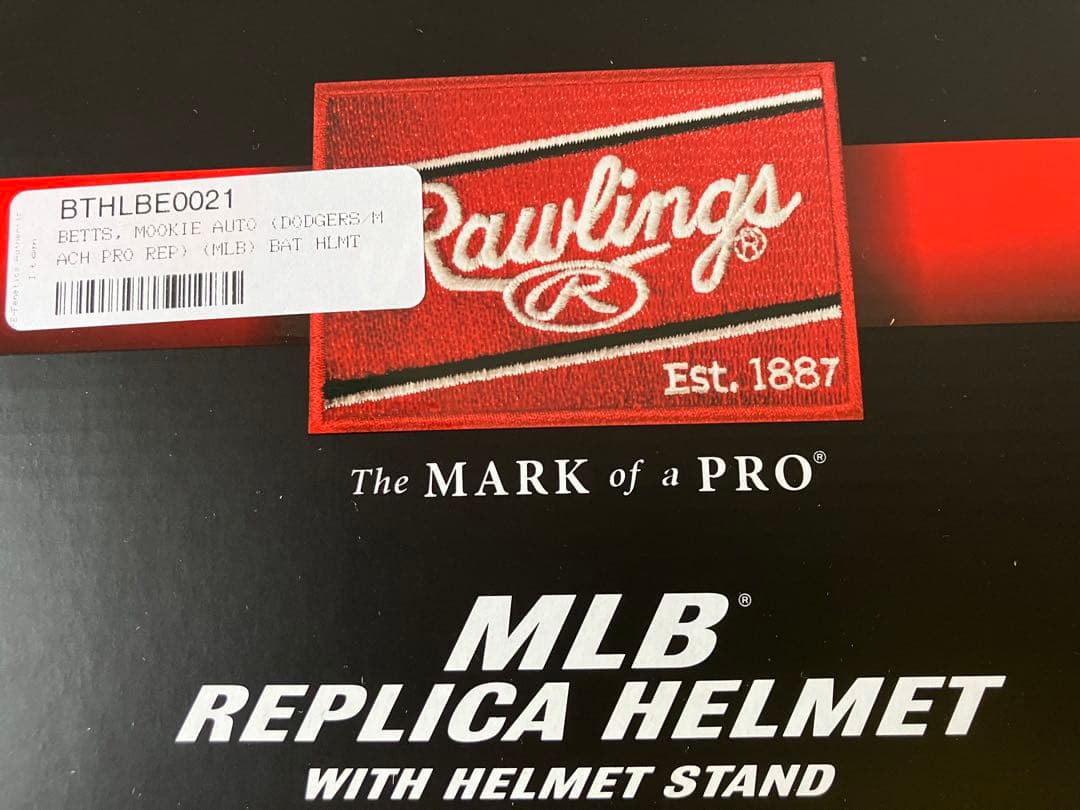 BTHLBE0021
BETTS, MOOKIE AUTO (DODGERS/M
ACH PRO REP) (MLB) BAT HLMT
Item
Rawlings®
R
Est. 1887
The MARK of a PRO®
MLB®
REPLICA HELMET
WITH HELMET STAND